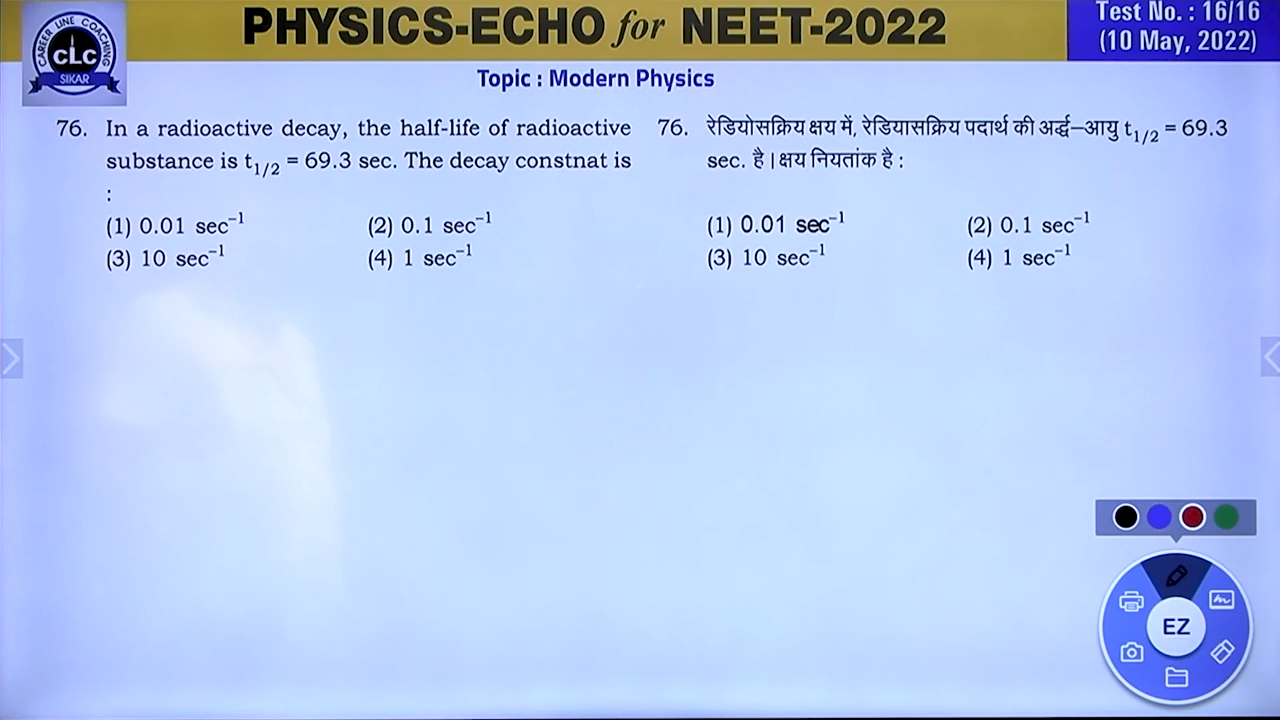 PHYSICS-ECHO for NEET-2022
Test No. : 16/16
(10 May, 2022)
CAREER LINE COACHING
CLC
SIKAR
Topic : Modern Physics
76. In a radioactive decay, the half-life of radioactive
substance is t1/2 = 69.3 sec. The decay constnat is
:
(1) 0.01 sec⁻¹ (2) 0.1 sec⁻¹
(3) 10 sec⁻¹ (4) 1 sec⁻¹
76. रेडियोसक्रिय क्षय में, रेडियासक्रिय पदार्थ की अर्द्ध–आयु t1/2 = 69.3
sec. है। क्षय नियतांक है :
(1) 0.01 sec⁻¹ (2) 0.1 sec⁻¹
(3) 10 sec⁻¹ (4) 1 sec⁻¹
EZ